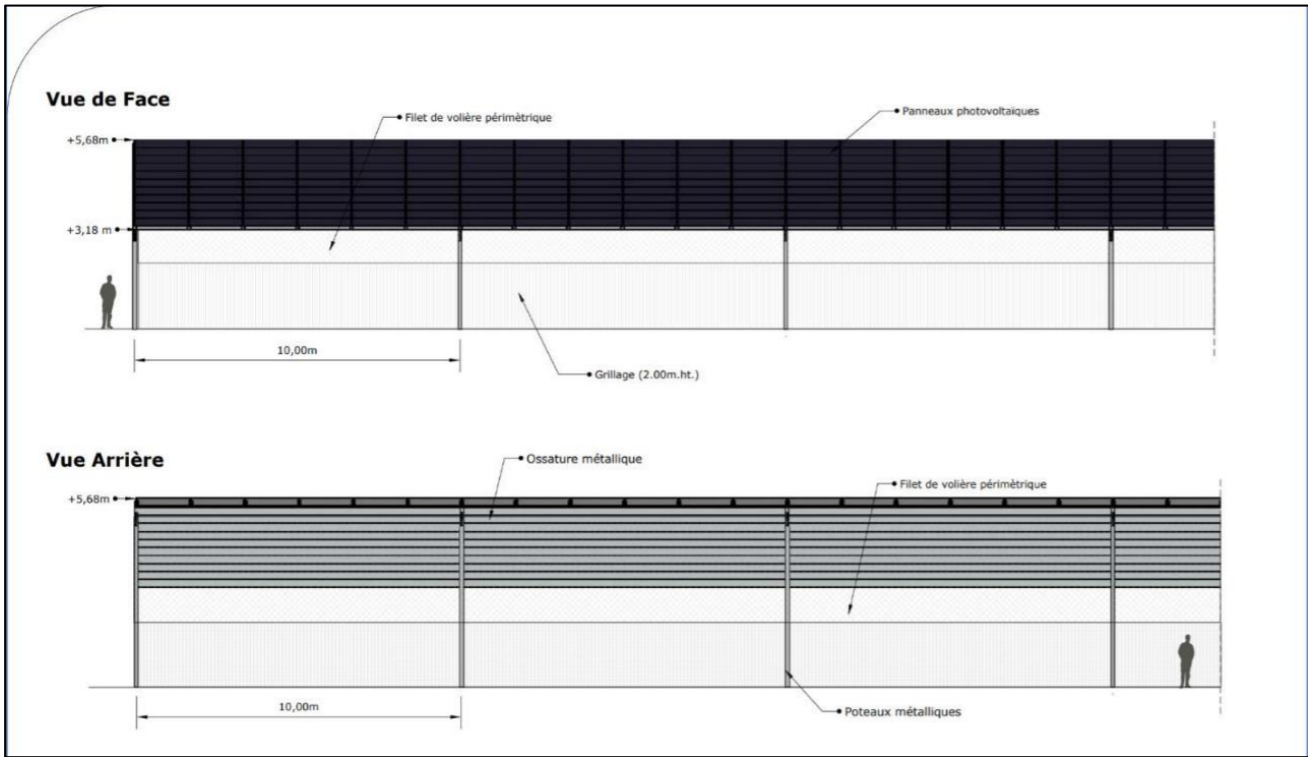 Vue de Face
Filet de volière périmètrique
Panneaux photovoltaïques
+5,68m
+3,18 m
10,00m
Grillage (2.00m.ht.)
Vue Arrière
Ossature métallique
+5,68m
Filet de volière périmètrique
10,00m
Poteaux métalliques